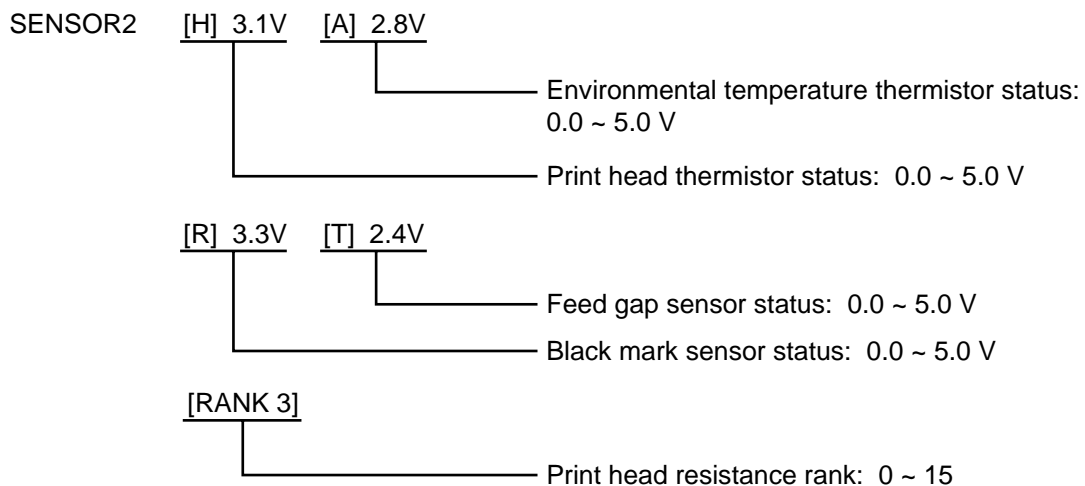 SENSOR2 [H] 3.1V [A] 2.8V
Environmental temperature thermistor status:
0.0 ~ 5.0 V
Print head thermistor status: 0.0 ~ 5.0 V
[R] 3.3V [T] 2.4V
Feed gap sensor status: 0.0 ~ 5.0 V
Black mark sensor status: 0.0 ~ 5.0 V
[RANK 3]
Print head resistance rank: 0 ~ 15